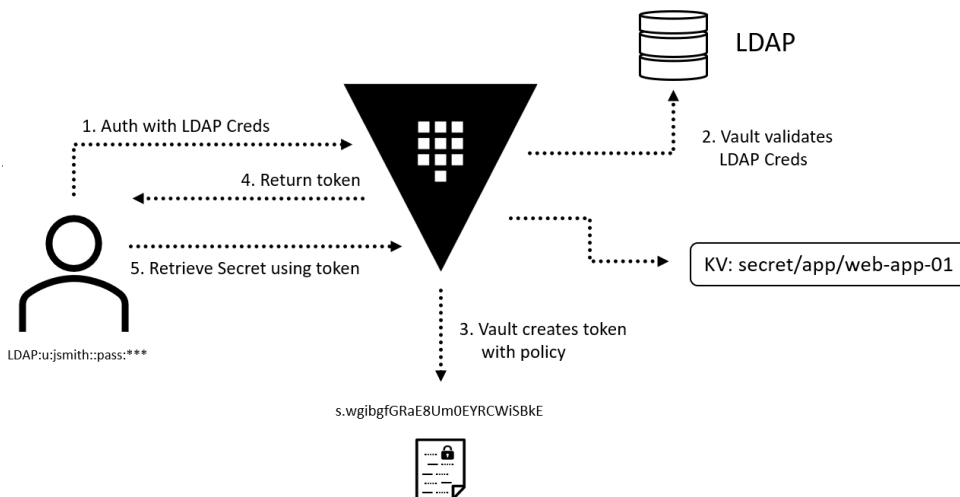 LDAP
1. Auth with LDAP Creds
2. Vault validates
LDAP Creds
4. Return token
5. Retrieve Secret using token
KV: secret/app/web-app-01
3. Vault creates token
with policy
LDAP:u:jsmith::pass:***
s.wgibgfGRaE8Um0EYRCWiSBkE